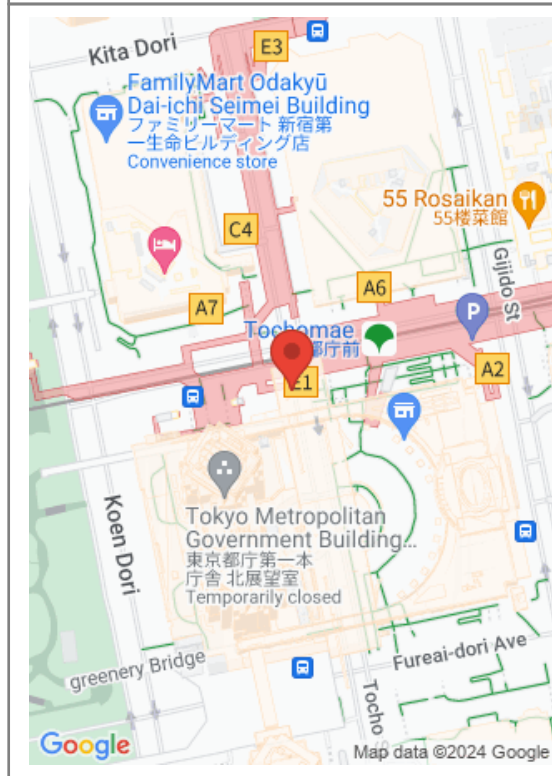 Kita Dori
E3
FamilyMart Odakyū
Dai-ichi Seimei Building
ファミリーマート 新宿第
一生命ビルディング店
Convenience store
55 Rosaikan
55楼菜館
C4
Gijido St
A7
A6
P
Tochomae
都庁前
E1
A2
Tokyo Metropolitan
Government Building...
東京都庁第一本
庁舎 北展望室
Temporarily closed
Koen Dori
greenery Bridge
Fureai-dori Ave
Tocho S
Google
Map data ©2024 Google